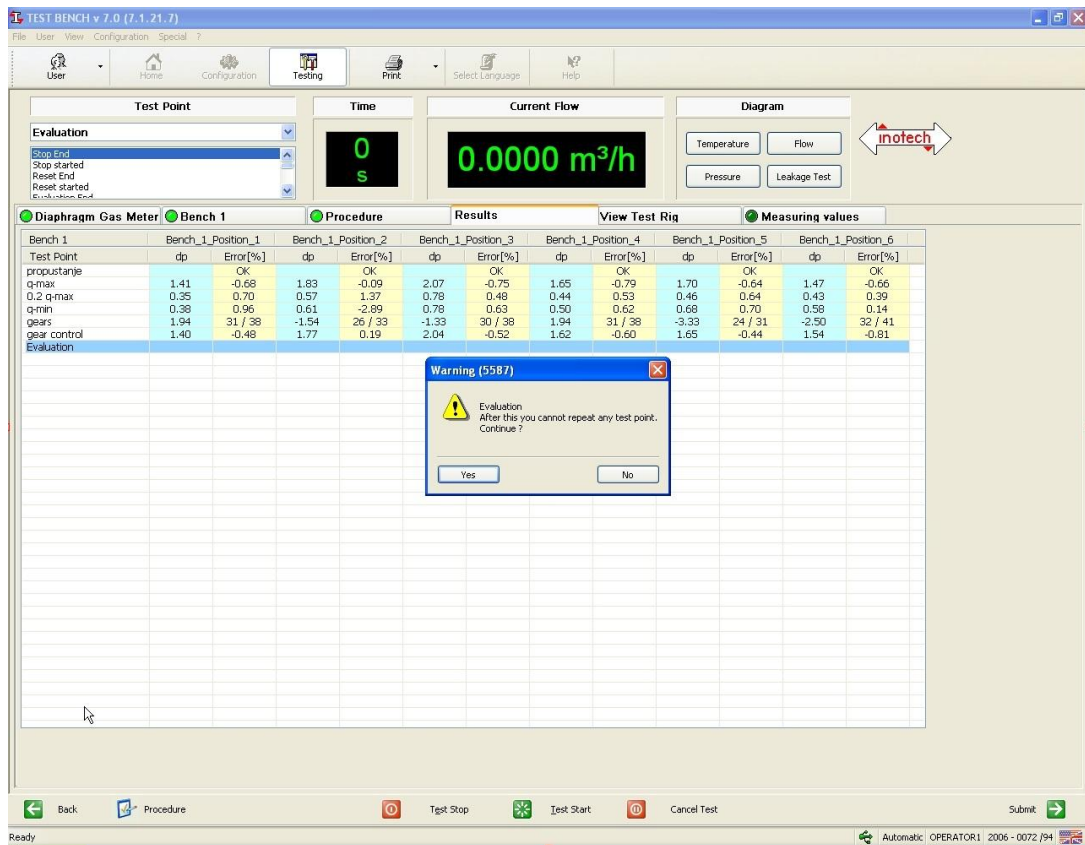 TEST BENCH v 7.0 (7.1.21.7)
File User View Configuration Special ?
User Home Configuration Testing Print Select Language Help
Test Point Time Current Flow Diagram
Evaluation
Stop End
Stop started
Reset End
Reset started
Evaluation End
0
s
0.0000 m³/h
Temperature Flow
Pressure Leakage Test
inotech
Diaphragm Gas Meter Bench 1 Procedure Results View Test Rig Measuring values
Bench 1 Bench_1_Position_1 Bench_1_Position_2 Bench_1_Position_3 Bench_1_Position_4 Bench_1_Position_5 Bench_1_Position_6
Test Point dp Error[%] dp Error[%] dp Error[%] dp Error[%] dp Error[%] dp Error[%]
propustanje OK OK OK OK OK OK
q-max 1.41 -0.68 1.83 -0.09 2.07 -0.75 1.65 -0.79 1.70 -0.64 1.47 -0.66
0.2 q-max 0.35 0.70 0.57 1.37 0.78 0.48 0.44 0.53 0.46 0.64 0.43 0.39
q-min 0.38 0.96 0.61 -2.89 0.78 0.63 0.50 0.62 0.68 0.70 0.58 0.14
gears 1.94 31 / 38 -1.54 26 / 33 -1.33 30 / 38 1.94 31 / 38 -3.33 24 / 31 -2.50 32 / 41
gear control 1.40 -0.48 1.77 0.19 2.04 -0.52 1.62 -0.60 1.65 -0.44 1.54 -0.81
Evaluation
Warning (5587)
Evaluation
After this you cannot repeat any test point.
Continue ?
Yes No
Back Procedure Test Stop Test Start Cancel Test Submit
Ready Automatic OPERATOR1 2006 - 0072 /94